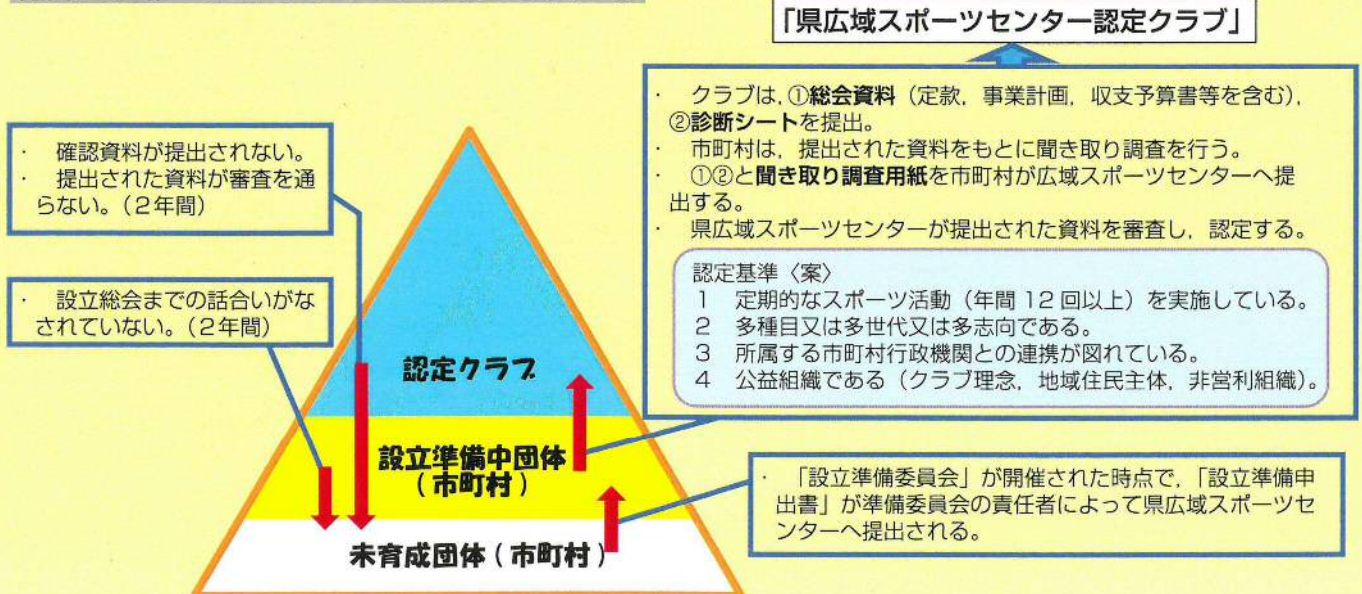 「県広域スポーツセンター認定クラブ」
・　クラブは，①総会資料（定款，事業計画，収支予算書等を含む），
②診断シートを提出。
・　市町村は，提出された資料をもとに聞き取り調査を行う。
・　①②と聞き取り調査用紙を市町村が広域スポーツセンターへ提
出する。
・　県広域スポーツセンターが提出された資料を審査し，認定する。
認定基準〈案〉
1　定期的なスポーツ活動（年間 12 回以上）を実施している。
2　多種目又は多世代又は多志向である。
3　所属する市町村行政機関との連携が図れている。
4　公益組織である（クラブ理念，地域住民主体，非営利組織）。
・　確認資料が提出されない。
・　提出された資料が審査を通
らない。（2年間）
・　設立総会までの話合いがな
されていない。（2年間）
認定クラブ
設立準備中団体
（市町村）
未育成団体（市町村）
・　「設立準備委員会」が開催された時点で，「設立準備申
出書」が準備委員会の責任者によって県広域スポーツセ
ンターへ提出される。